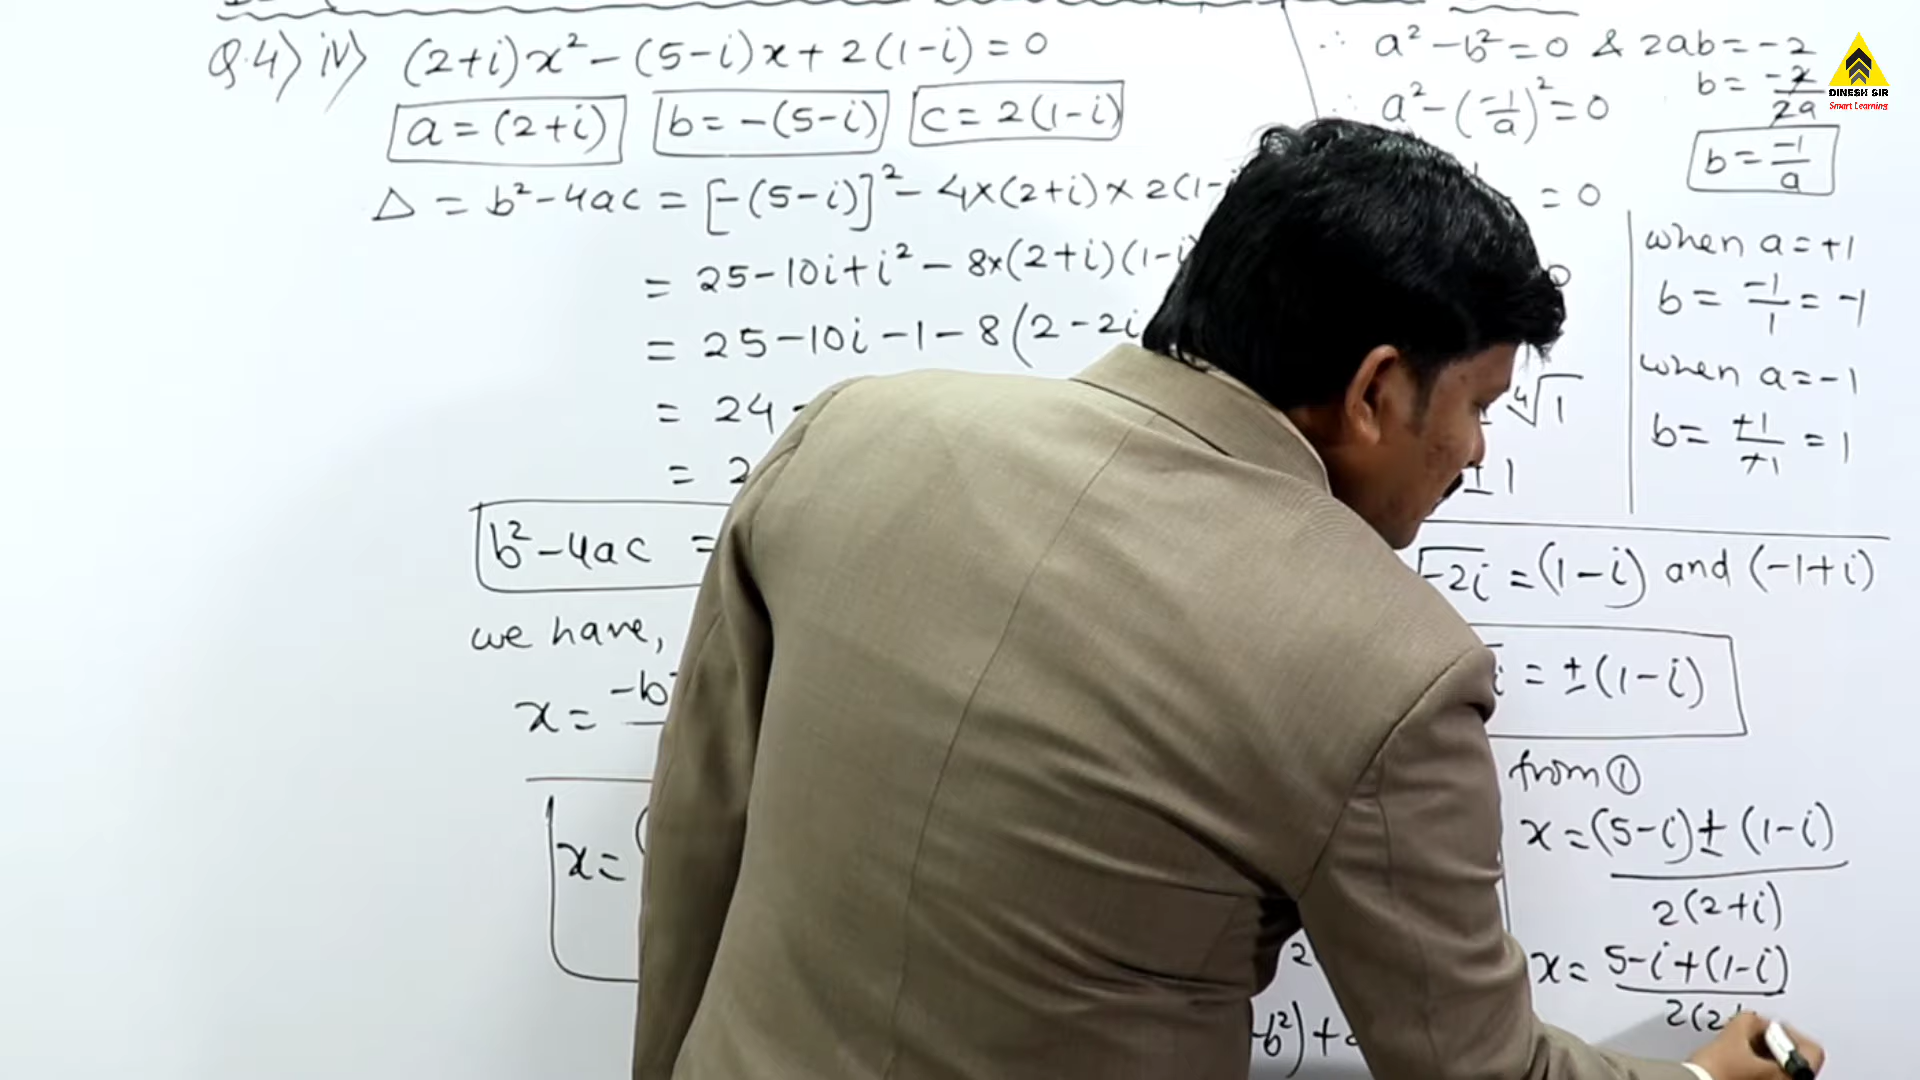 Q.4) iv) (2+i)x² - (5-i)x + 2(1-i) = 0
a = (2+i) b = -(5-i) c = 2(1-i)
Δ = b²-4ac = [-(5-i)]² - 4×(2+i)×2(1-
= 25-10i+i² - 8×(2+i)(1-i
= 25-10i-1-8(2-2i
= 24
= 2
b²-4ac =
we have,
x = -b
x =
∴ a²-b²=0 & 2ab=-2
b = -2/2a
∴ a²-(-1/a)²=0
b = -1/a
= 0
when a=+1
b = -1/1 = -1
when a=-1
b = +1/+1 = 1
⁴√1
±1
√-2i = (1-i) and (-1+i)
i = ±(1-i)
from ①
x = (5-i)±(1-i)/2(2+i)
x = 5-i+(1-i)/2(2+
2
b²)+
DINESH SIR
Smart Learning